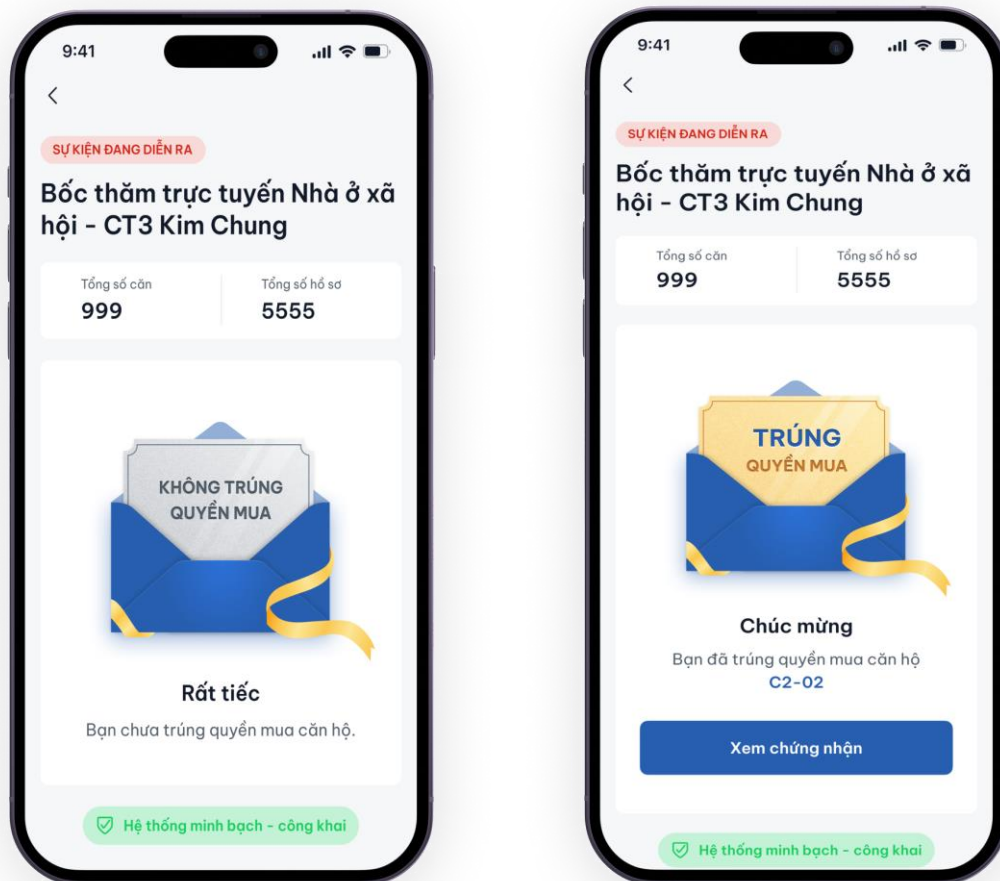 9:41
SỰ KIỆN ĐANG DIỄN RA
Bốc thăm trực tuyến Nhà ở xã
hội - CT3 Kim Chung
Tổng số căn
Tổng số hồ sơ
999
5555
KHÔNG TRÚNG
QUYỀN MUA
Rất tiếc
Bạn chưa trúng quyền mua căn hộ.
Hệ thống minh bạch - công khai
9:41
SỰ KIỆN ĐANG DIỄN RA
Bốc thăm trực tuyến Nhà ở xã
hội - CT3 Kim Chung
Tổng số căn
Tổng số hồ sơ
999
5555
TRÚNG
QUYỀN MUA
Chúc mừng
Bạn đã trúng quyền mua căn hộ
C2-02
Xem chứng nhận
Hệ thống minh bạch - công khai